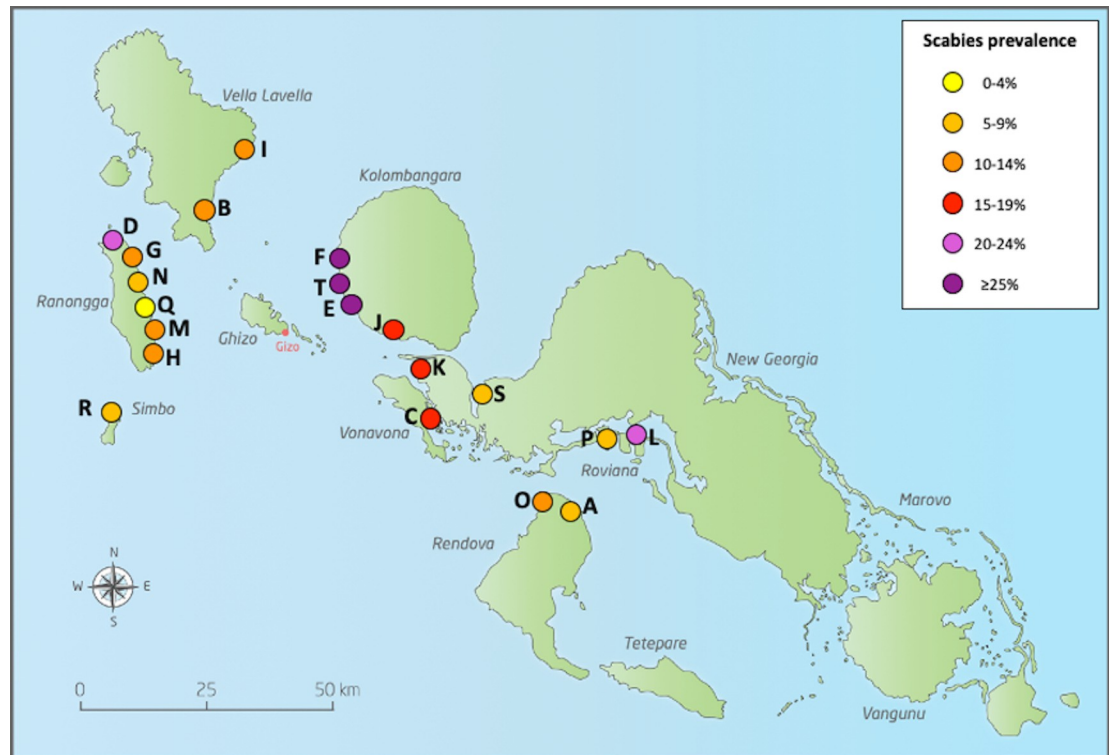 Scabies prevalence
0-4%
5-9%
10-14%
15-19%
20-24%
≥25%
Vella Lavella
I
Kolombangara
B
D
G
F
N
T
Ranongga
Q
E
Ghizo
M
J
Gizo
H
K
New Georgia
S
R
Simbo
C
Vonavona
P
L
Roviana
O
A
Marovo
Rendova
N
W
E
S
Tetepare
0
25
50 km
Vangunu